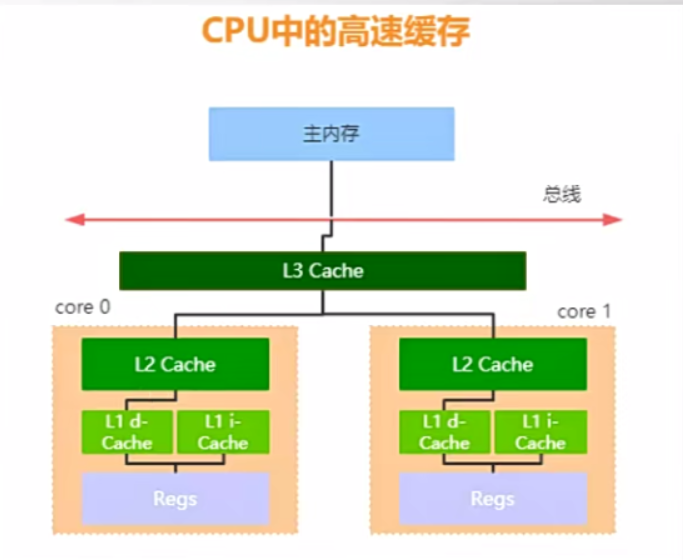 CPU中的高速缓存
主内存
总线
L3 Cache
core 0
core 1
L2 Cache
L2 Cache
L1 d-
Cache
L1 i-
Cache
L1 d-
Cache
L1 i-
Cache
Regs
Regs